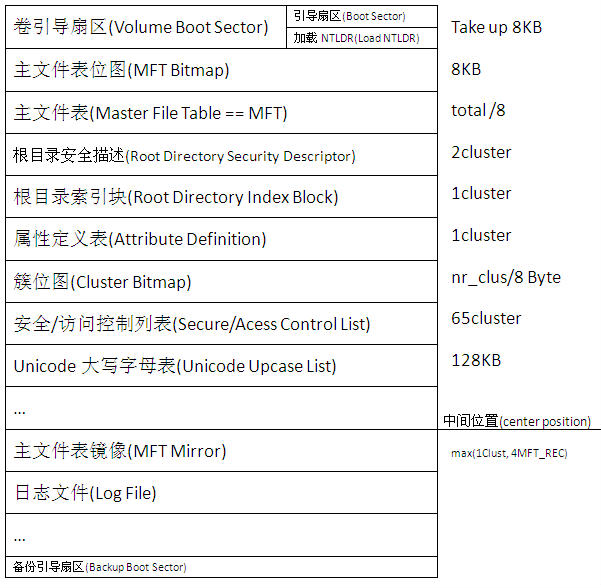 卷引导扇区(Volume Boot Sector)
引导扇区(Boot Sector)
加载 NTLDR(Load NTLDR)
Take up 8KB
主文件表位图(MFT Bitmap)
8KB
主文件表(Master File Table == MFT)
total /8
根目录安全描述(Root Directory Security Descriptor)
2cluster
根目录索引块(Root Directory Index Block)
1cluster
属性定义表(Attribute Definition)
1cluster
簇位图(Cluster Bitmap)
nr_clus/8 Byte
安全/访问控制列表(Secure/Acess Control List)
65cluster
Unicode 大写字母表(Unicode Upcase List)
128KB
...
中间位置(center position)
主文件表镜像(MFT Mirror)
max(1Clust, 4MFT_REC)
日志文件(Log File)
...
备份引导扇区(Backup Boot Sector)